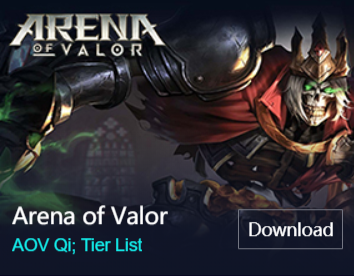 ARENA
OF VALOR
Arena of Valor
Download
AOV Qi; Tier List